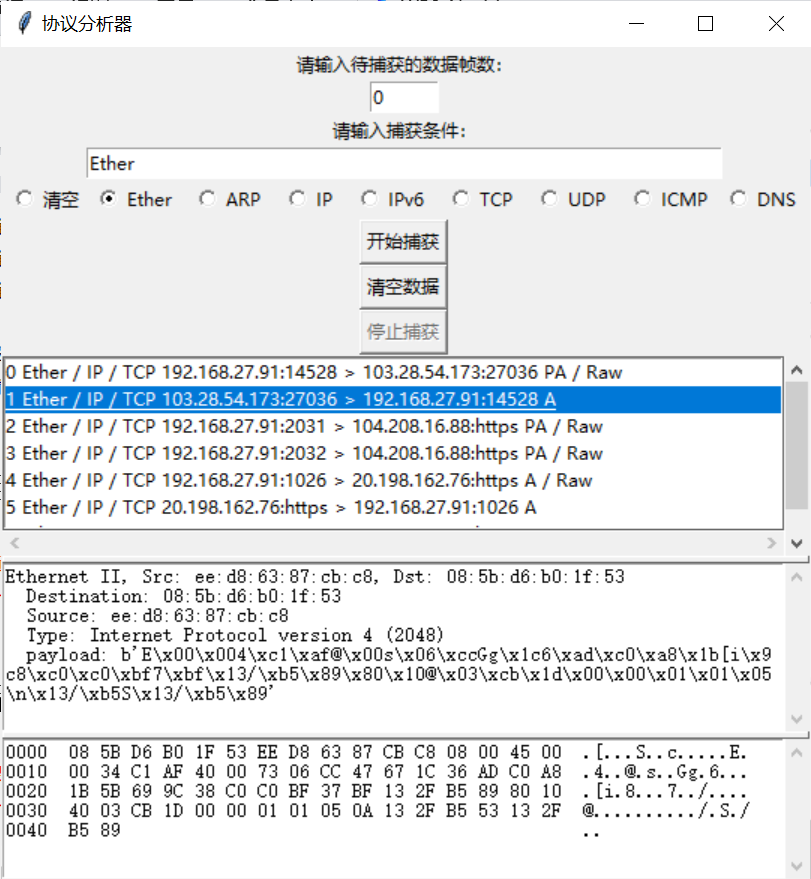 协议分析器
请输入待捕获的数据帧数:
0
请输入捕获条件:
Ether
清空 Ether ARP IP IPv6 TCP UDP ICMP DNS
开始捕获
清空数据
停止捕获
0 Ether / IP / TCP 192.168.27.91:14528 > 103.28.54.173:27036 PA / Raw
1 Ether / IP / TCP 103.28.54.173:27036 > 192.168.27.91:14528 A
2 Ether / IP / TCP 192.168.27.91:2031 > 104.208.16.88:https PA / Raw
3 Ether / IP / TCP 192.168.27.91:2032 > 104.208.16.88:https PA / Raw
4 Ether / IP / TCP 192.168.27.91:1026 > 20.198.162.76:https A / Raw
5 Ether / IP / TCP 20.198.162.76:https > 192.168.27.91:1026 A
Ethernet II, Src: ee:d8:63:87:cb:c8, Dst: 08:5b:d6:b0:1f:53
Destination: 08:5b:d6:b0:1f:53
Source: ee:d8:63:87:cb:c8
Type: Internet Protocol version 4 (2048)
payload: b'E\x00\x004\xc1\xaf@\x00s\x06\xccGg\x1c6\xad\xc0\xa8\x1b[i\x9
c8\xc0\xc0\xbf7\xbf\x13/\xb5\x89\x80\x10@\x03\xcb\x1d\x00\x00\x01\x01\x05
\n\x13/\xb5S\x13/\xb5\x89'
0000 08 5B D6 B0 1F 53 EE D8 63 87 CB C8 08 00 45 00 .[...S..c.....E.
0010 00 34 C1 AF 40 00 73 06 CC 47 67 1C 36 AD C0 A8 .4..@.s..Gg.6...
0020 1B 5B 69 9C 38 C0 C0 BF 37 BF 13 2F B5 89 80 10 .[i.8...7../....
0030 40 03 CB 1D 00 00 01 01 05 0A 13 2F B5 53 13 2F @........../.S./
0040 B5 89 ..